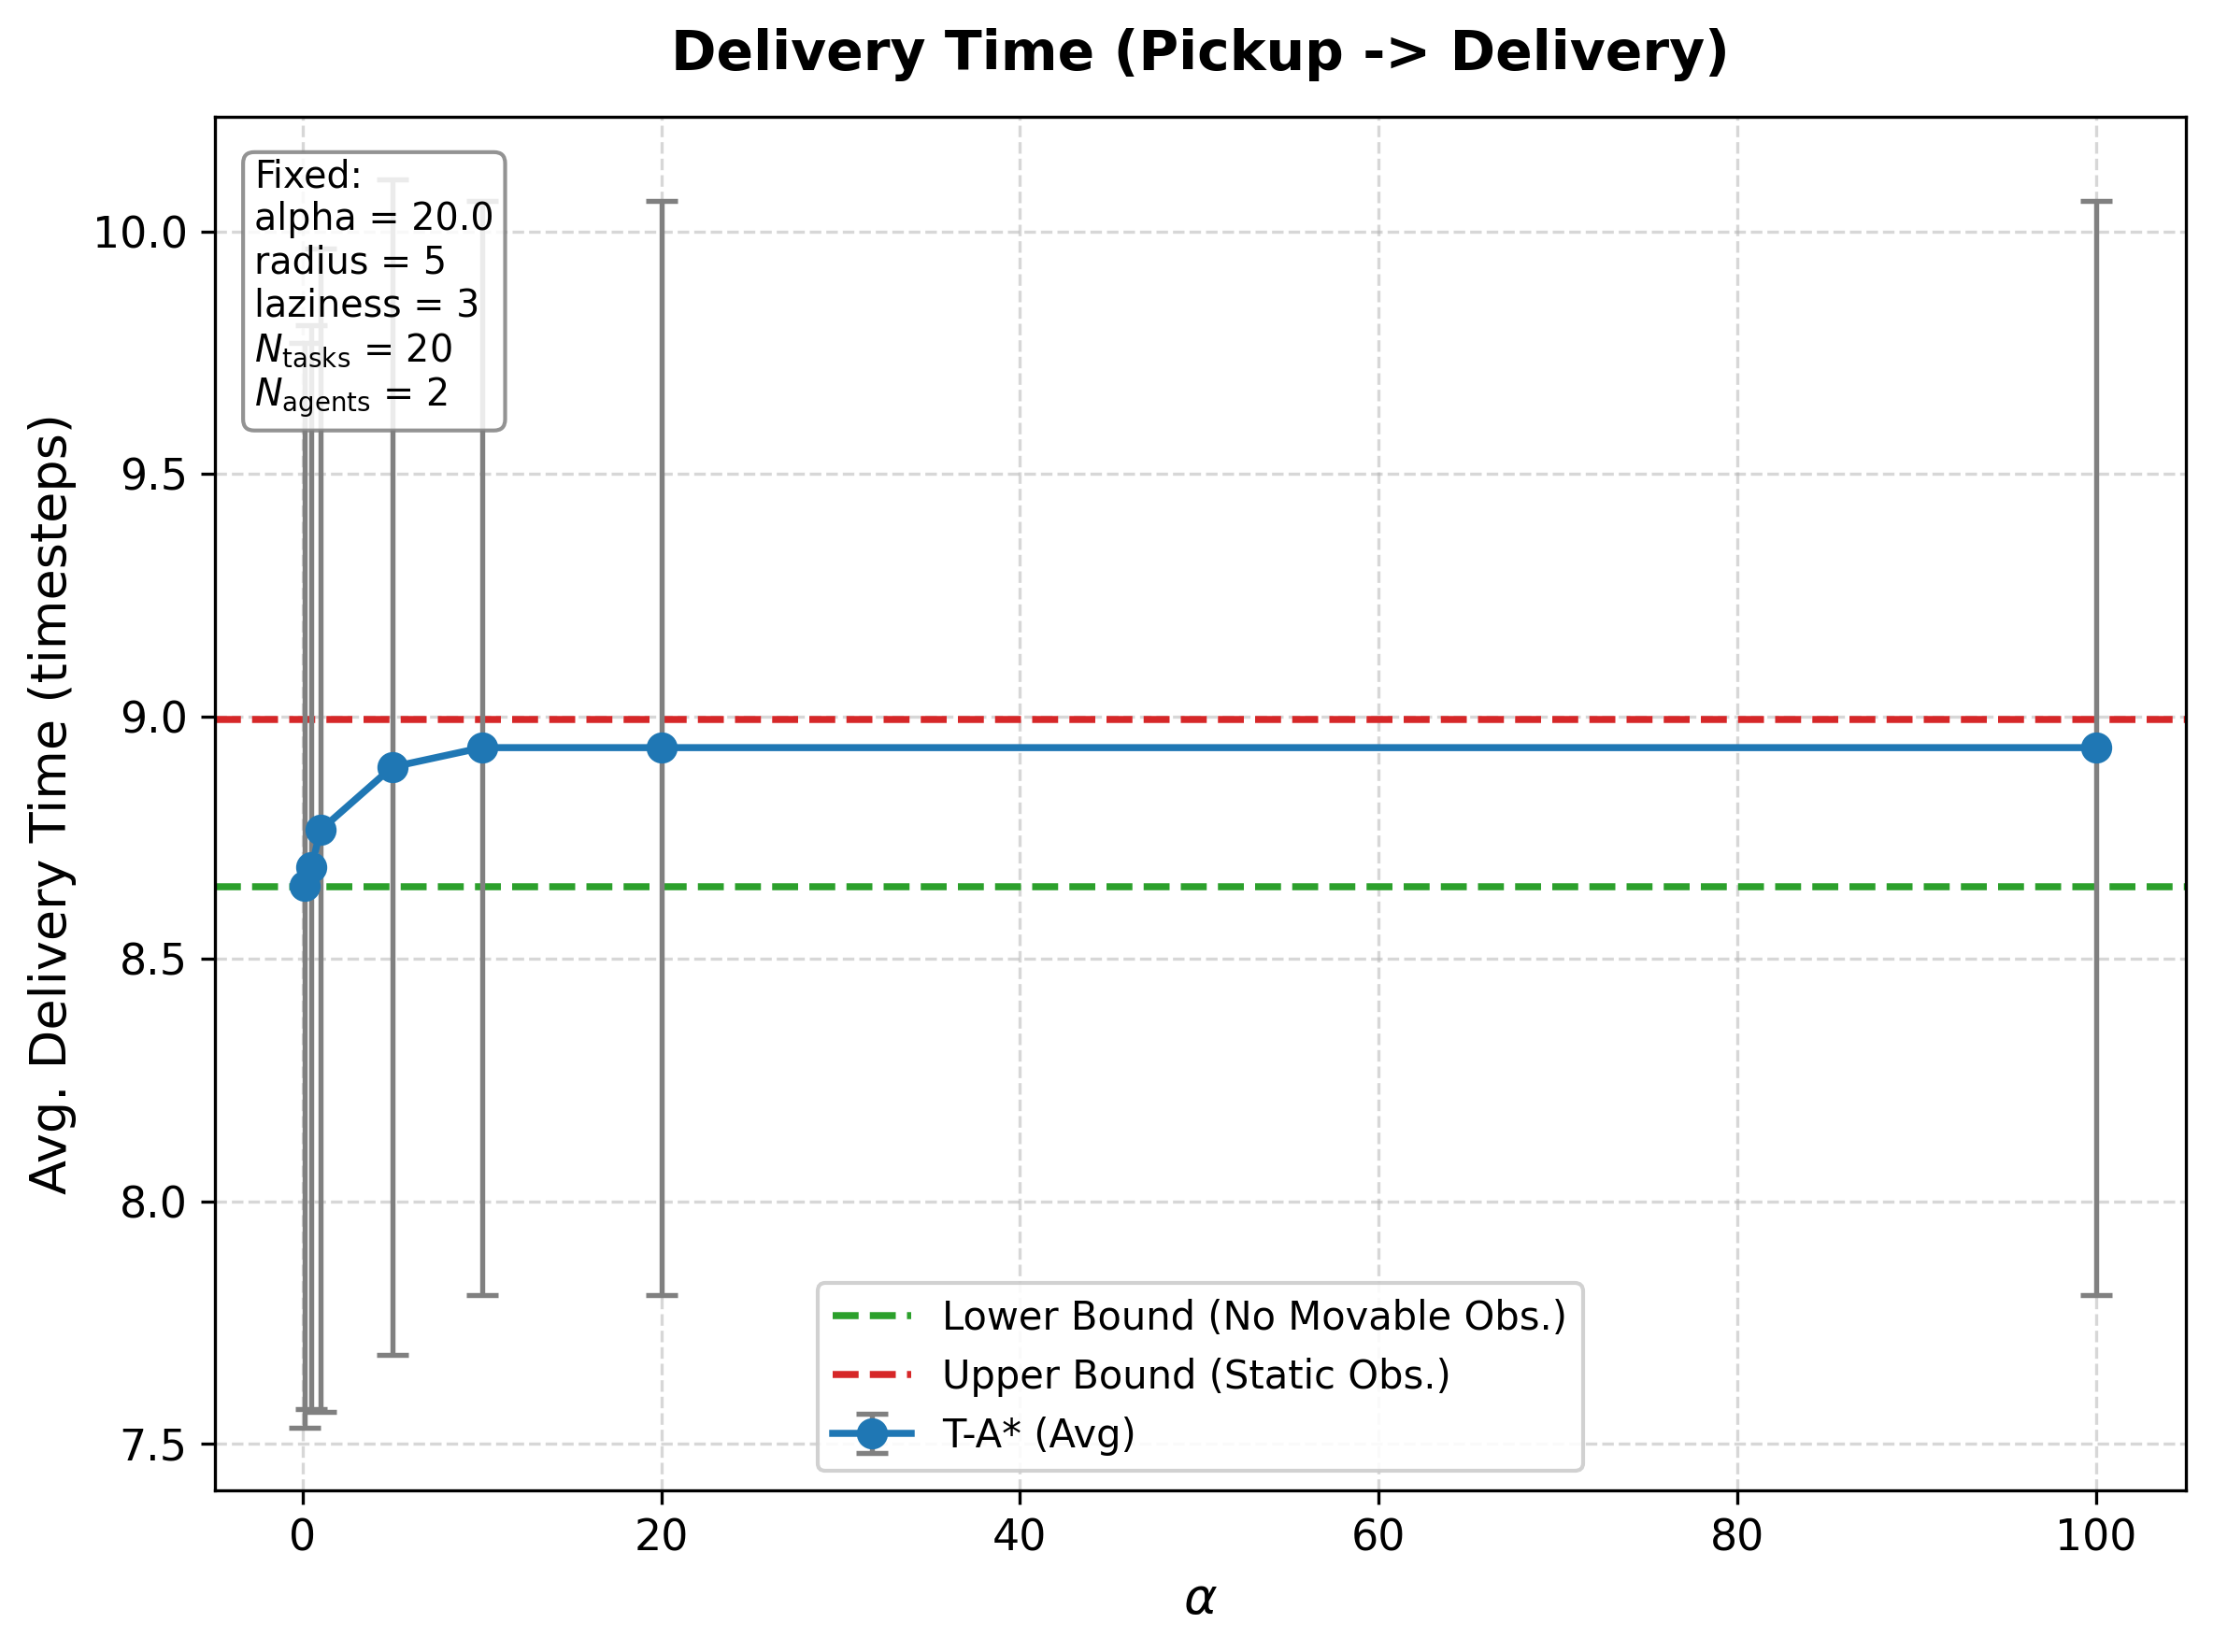 Delivery Time (Pickup -> Delivery)
Fixed:
alpha = 20.0
radius = 5
laziness = 3
N_tasks = 20
N_agents = 2
Avg. Delivery Time (timesteps)
10.0
9.5
9.0
8.5
8.0
7.5
Lower Bound (No Movable Obs.)
Upper Bound (Static Obs.)
T-A* (Avg)
0 20 40 60 80 100
α